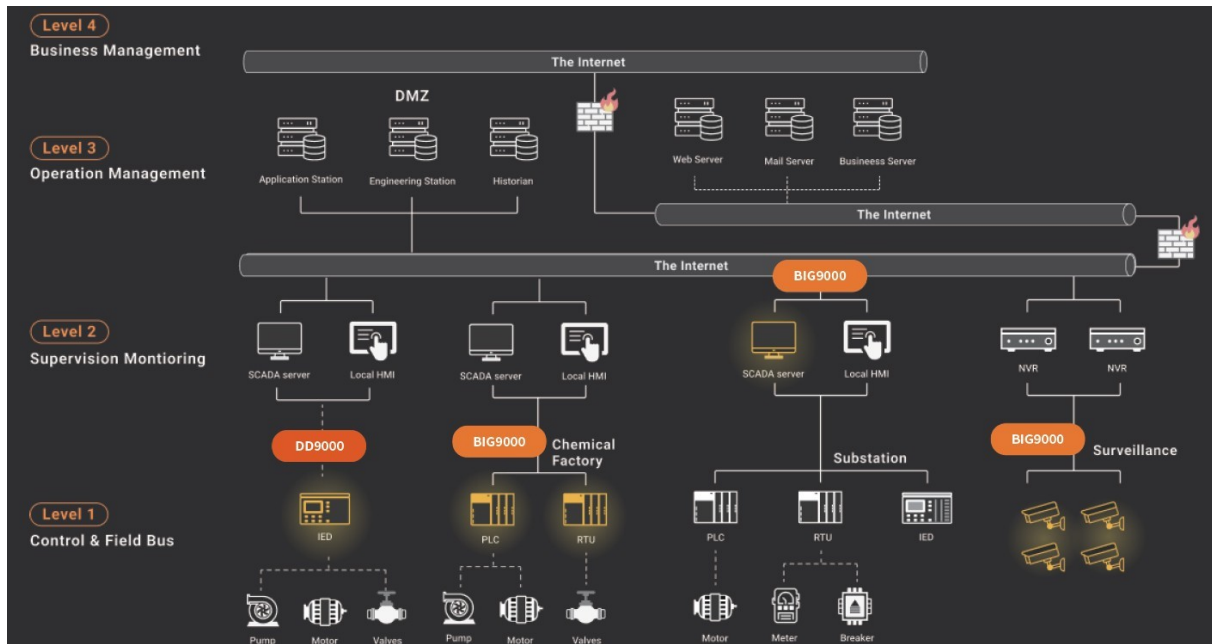 Level 4
Business Management
The Internet
DMZ
Level 3
Operation Management
Application Station
Engineering Station
Historian
Web Server
Mail Server
Busineess Server
The Internet
The Internet
BIG9000
Level 2
Supervision Montioring
SCADA server
Local HMI
SCADA server
Local HMI
SCADA server
Local HMI
NVR
NVR
DD9000
BIG9000
Chemical
Factory
Substation
BIG9000
Surveillance
Level 1
Control & Field Bus
IED
PLC
RTU
PLC
RTU
IED
Pump
Motor
Valves
Pump
Motor
Valves
Motor
Meter
Breaker